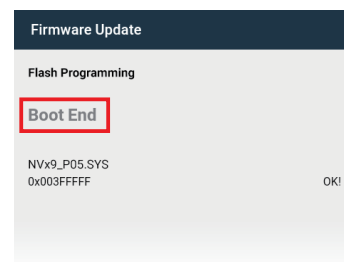 Firmware Update
Flash Programming
Boot End
NVx9_P05.SYS
0x003FFFFF OK!